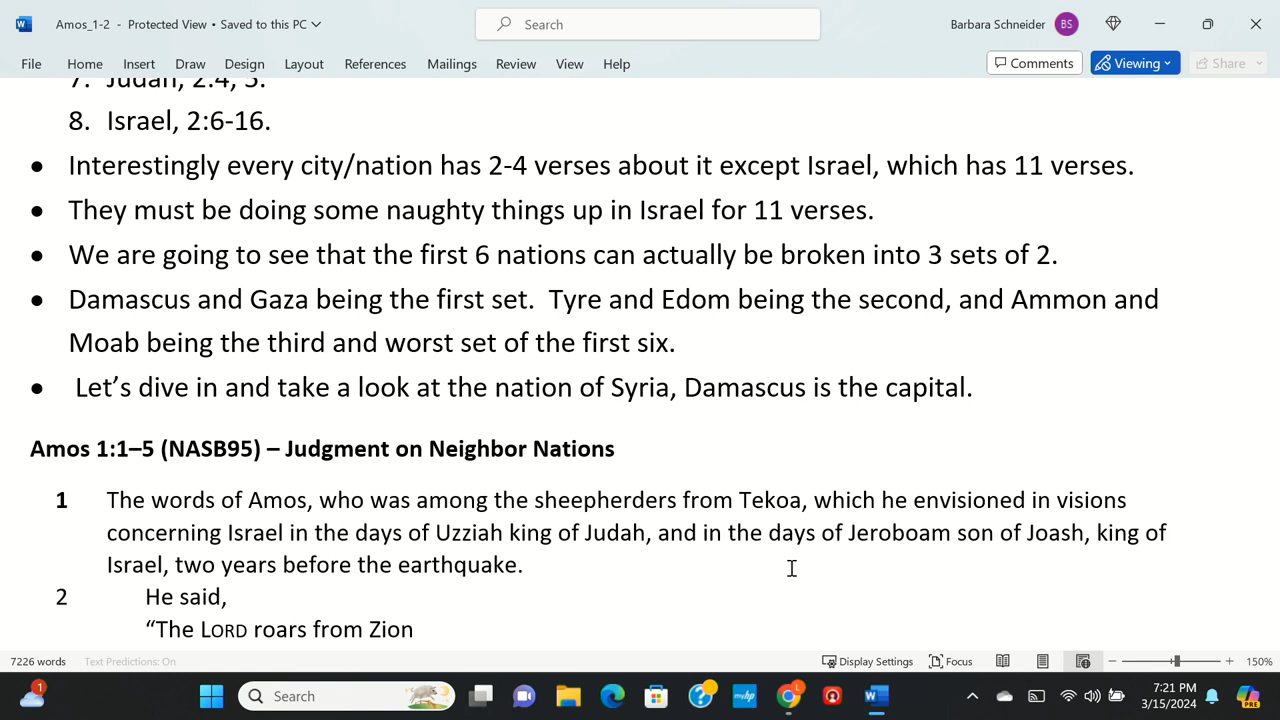 Amos_1-2 • Protected View • Saved to this PC
Search
Barbara Schneider
BS
File Home Insert Draw Design Layout References Mailings Review View Help
Comments
Viewing
Share
7. Judah, 2:4, 5.
8. Israel, 2:6-16.
• Interestingly every city/nation has 2-4 verses about it except Israel, which has 11 verses.
• They must be doing some naughty things up in Israel for 11 verses.
• We are going to see that the first 6 nations can actually be broken into 3 sets of 2.
• Damascus and Gaza being the first set. Tyre and Edom being the second, and Ammon and
Moab being the third and worst set of the first six.
• Let’s dive in and take a look at the nation of Syria, Damascus is the capital.
Amos 1:1–5 (NASB95) – Judgment on Neighbor Nations
1 The words of Amos, who was among the sheepherders from Tekoa, which he envisioned in visions
concerning Israel in the days of Uzziah king of Judah, and in the days of Jeroboam son of Joash, king of
Israel, two years before the earthquake.
2 He said,
“The LORD roars from Zion
7226 words
Text Predictions: On
Display Settings
Focus
150%
1
Search
mybp
L
PRE
7:21 PM
3/15/2024